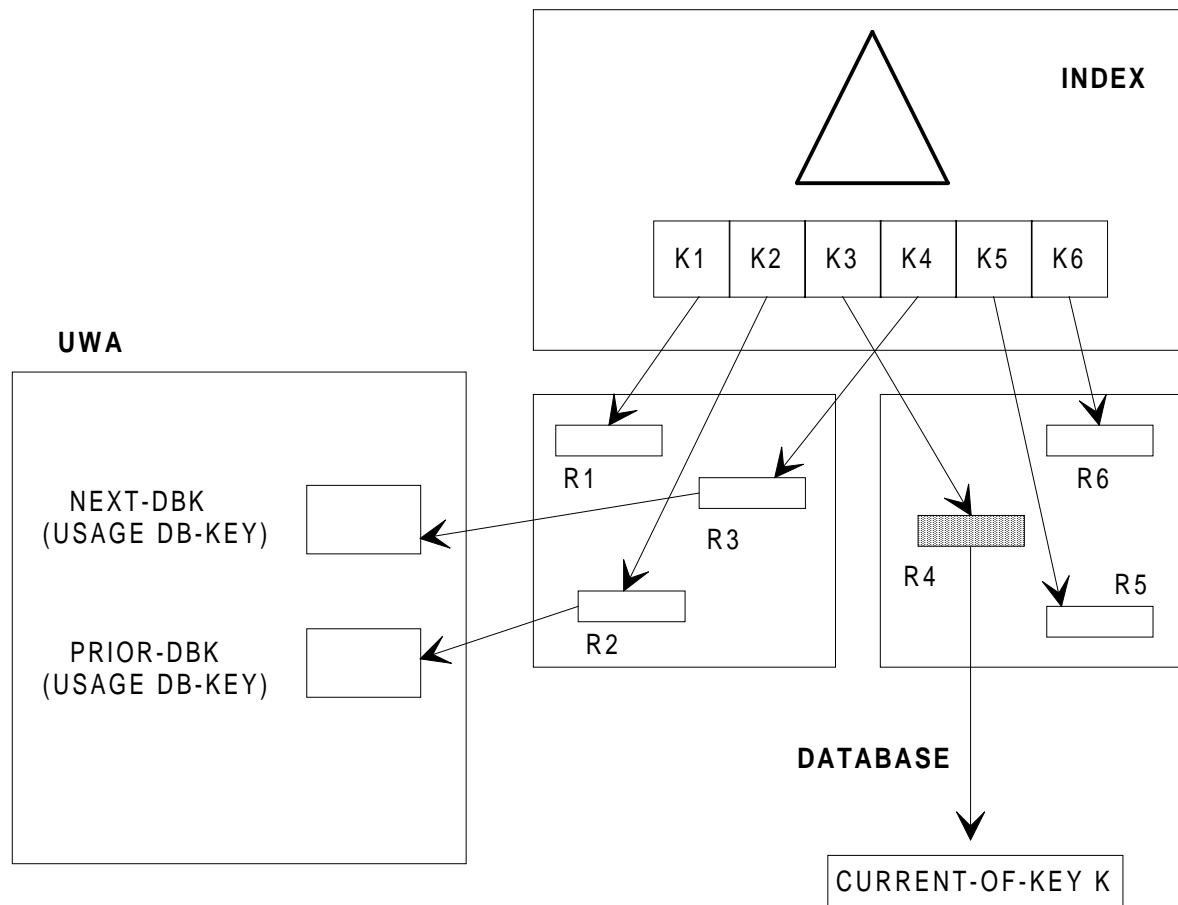 INDEX
K1 K2 K3 K4 K5 K6
UWA
NEXT-DBK
(USAGE DB-KEY)
PRIOR-DBK
(USAGE DB-KEY)
R1
R3
R2
R6
R4
R5
DATABASE
CURRENT-OF-KEY K